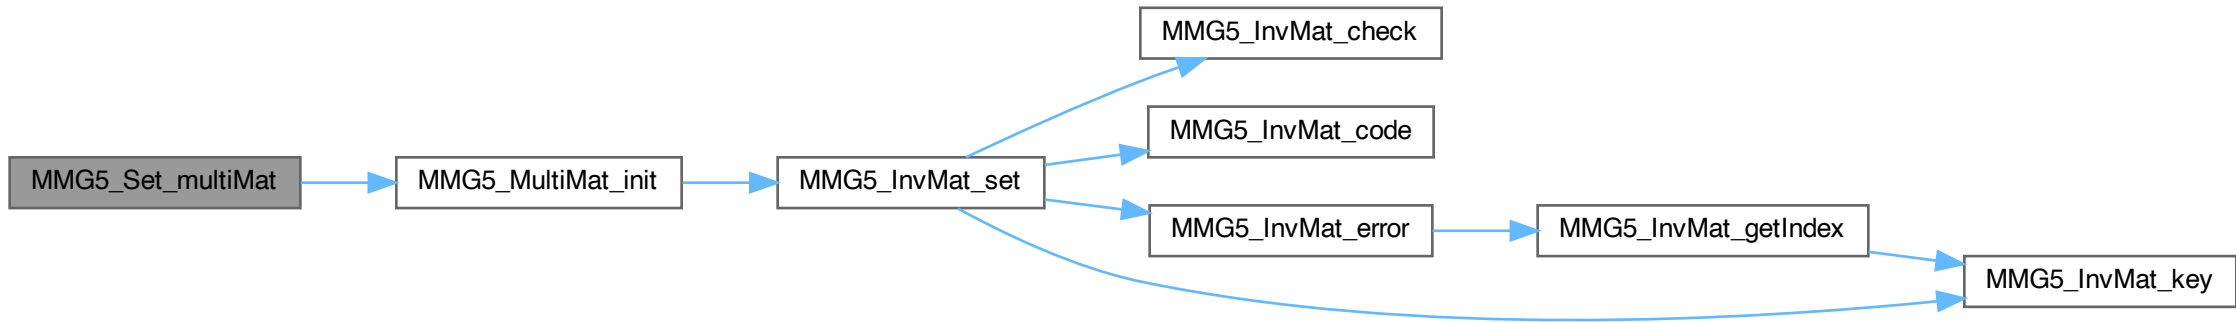 MMG5_Set_multiMat
MMG5_MultiMat_init
MMG5_InvMat_set
MMG5_InvMat_check
MMG5_InvMat_code
MMG5_InvMat_error
MMG5_InvMat_getIndex
MMG5_InvMat_key